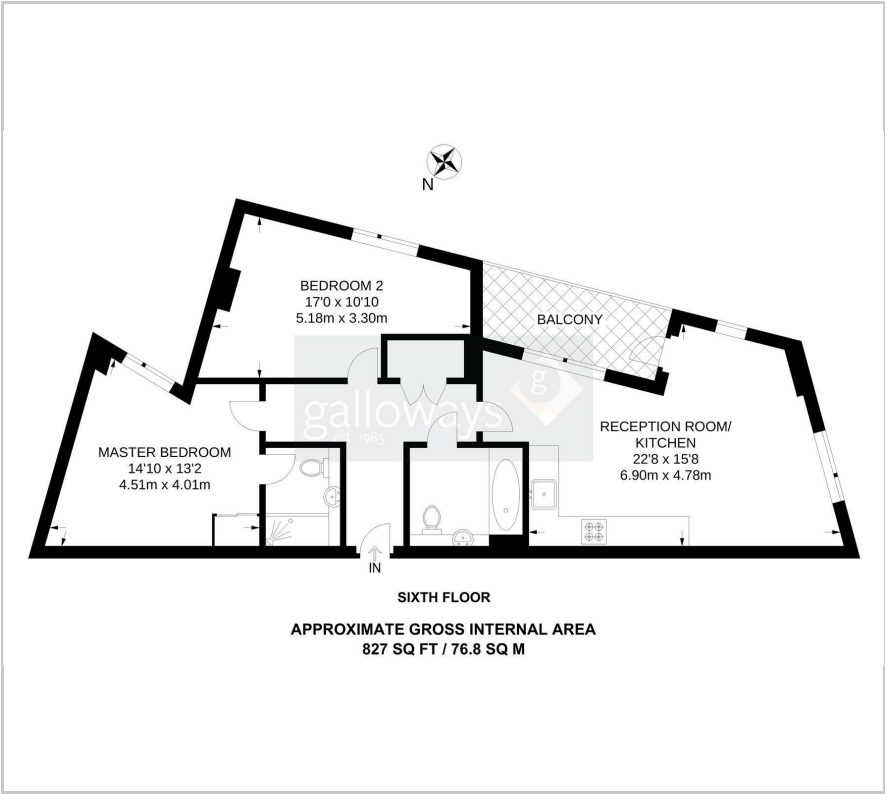 N
BEDROOM 2
17'0 x 10'10
5.18m x 3.30m
BALCONY
g
galloways
EST. 1985
MASTER BEDROOM
14'10 x 13'2
4.51m x 4.01m
RECEPTION ROOM/
KITCHEN
22'8 x 15'8
6.90m x 4.78m
IN
SIXTH FLOOR
APPROXIMATE GROSS INTERNAL AREA
827 SQ FT / 76.8 SQ M